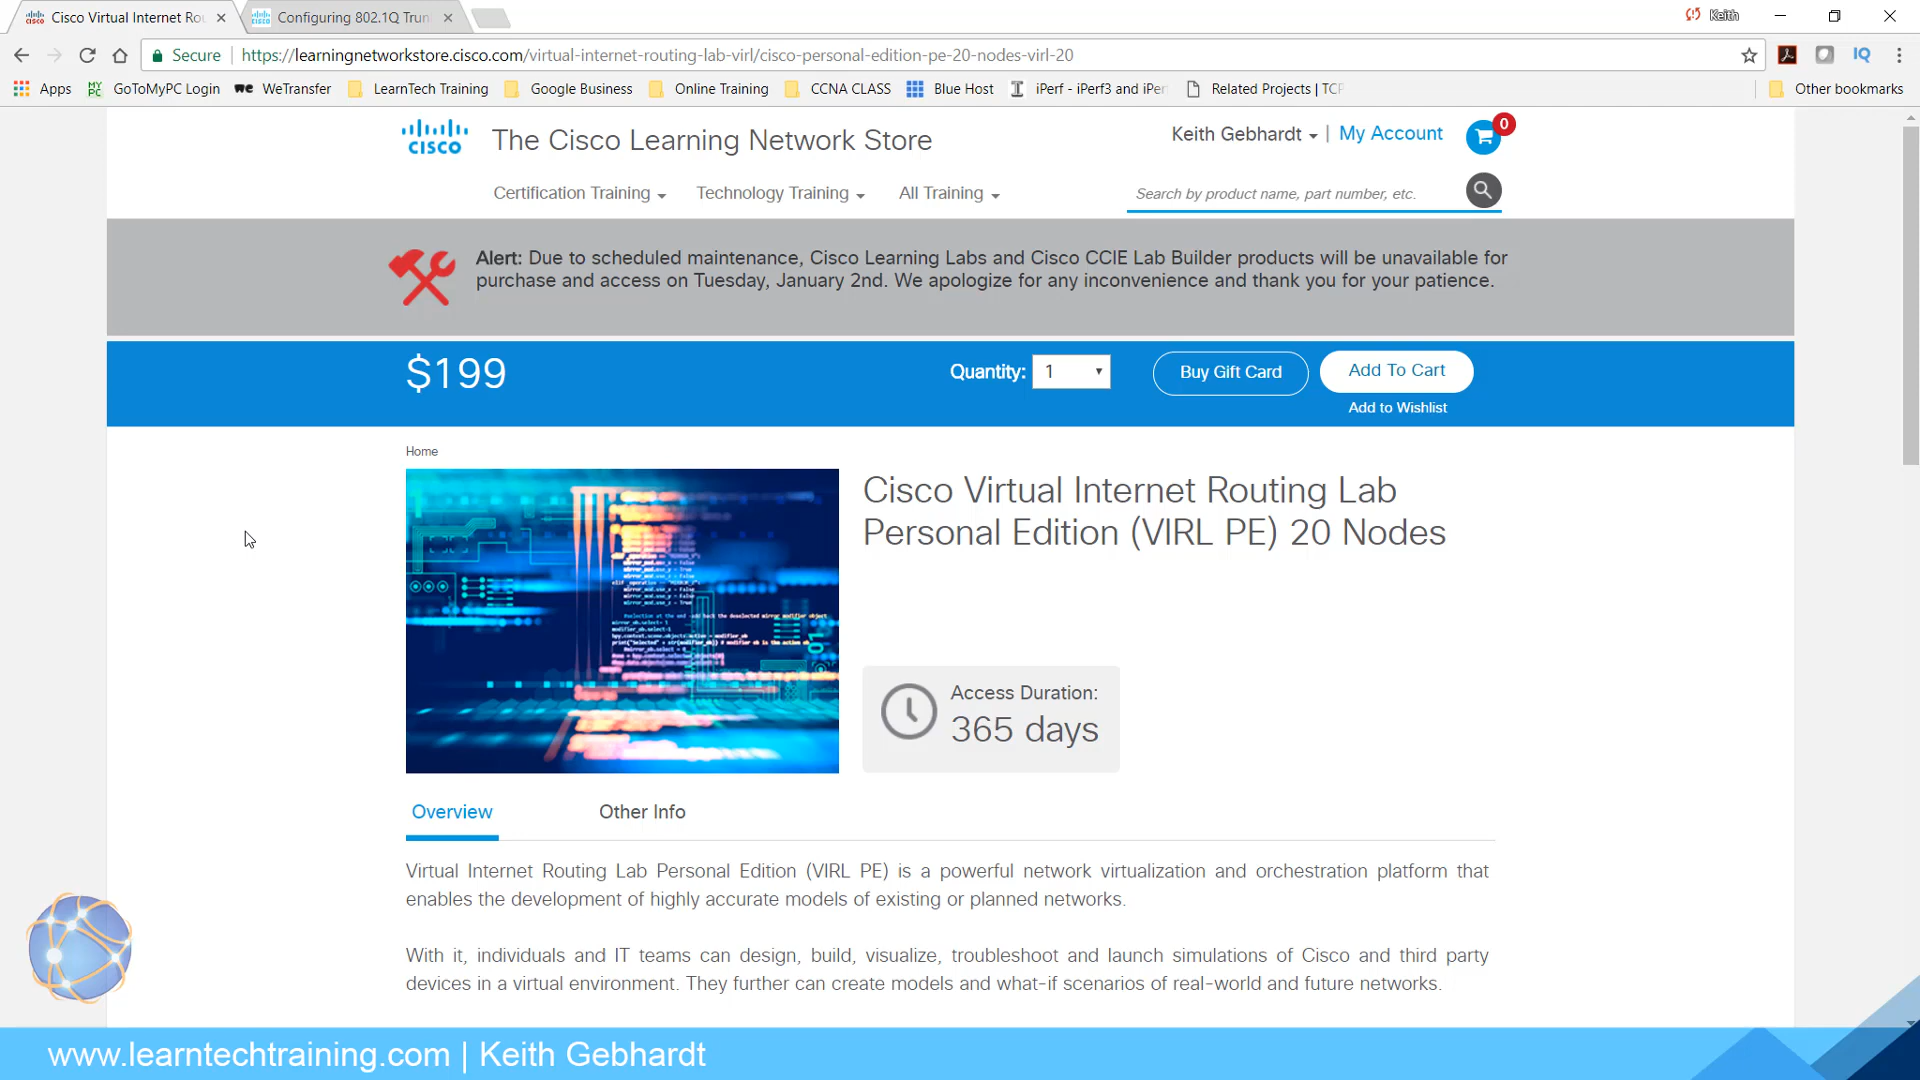 Cisco Virtual Internet Rou
Configuring 802.1Q Trun
Keith
Secure
https://learningnetworkstore.cisco.com/virtual-internet-routing-lab-virl/cisco-personal-edition-pe-20-nodes-virl-20
IQ
Apps
MY PC GoToMyPC Login
we WeTransfer
LearnTech Training
Google Business
Online Training
CCNA CLASS
Blue Host
iPerf - iPerf3 and iPer
Related Projects | TCP
Other bookmarks
CISCO
The Cisco Learning Network Store
Keith Gebhardt | My Account
0
Certification Training
Technology Training
All Training
Search by product name, part number, etc.
Alert: Due to scheduled maintenance, Cisco Learning Labs and Cisco CCIE Lab Builder products will be unavailable for
purchase and access on Tuesday, January 2nd. We apologize for any inconvenience and thank you for your patience.
$199
Quantity: 1
Buy Gift Card
Add To Cart
Add to Wishlist
Home
Cisco Virtual Internet Routing Lab
Personal Edition (VIRL PE) 20 Nodes
Access Duration:
365 days
Overview
Other Info
Virtual Internet Routing Lab Personal Edition (VIRL PE) is a powerful network virtualization and orchestration platform that
enables the development of highly accurate models of existing or planned networks.
With it, individuals and IT teams can design, build, visualize, troubleshoot and launch simulations of Cisco and third party
devices in a virtual environment. They further can create models and what-if scenarios of real-world and future networks.
www.learntechtraining.com | Keith Gebhardt